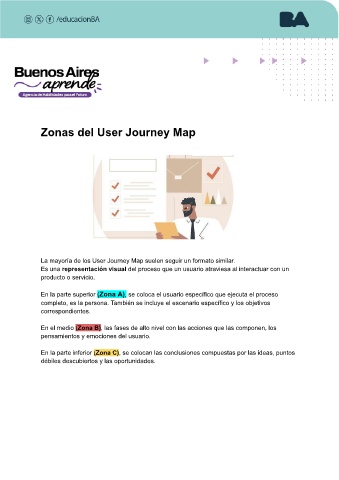 /educacionBA
BA
Buenos Aires
aprende
Agencia de Habilidades para el Futuro
Zonas del User Journey Map
La mayoría de los User Journey Map suelen seguir un formato similar.
Es una representación visual del proceso que un usuario atraviesa al interactuar con un
producto o servicio.
En la parte superior (Zona A), se coloca el usuario específico que ejecuta el proceso
completo, es la persona. También se incluye el escenario específico y los objetivos
correspondientes.
En el medio (Zona B), las fases de alto nivel con las acciones que las componen, los
pensamientos y emociones del usuario.
En la parte inferior (Zona C), se colocan las conclusiones compuestas por las ideas, puntos
débiles descubiertos y las oportunidades.